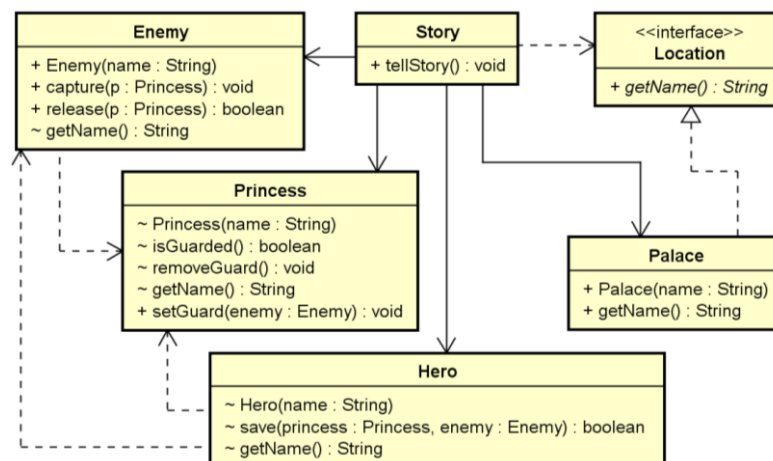 Enemy
+ Enemy(name : String)
+ capture(p : Princess) : void
+ release(p : Princess) : boolean
~ getName() : String
Story
+ tellStory() : void
<<interface>>
Location
+ getName() : String
Princess
~ Princess(name : String)
~ isGuarded() : boolean
~ removeGuard() : void
~ getName() : String
+ setGuard(enemy : Enemy) : void
Palace
+ Palace(name : String)
+ getName() : String
Hero
~ Hero(name : String)
~ save(princess : Princess, enemy : Enemy) : boolean
~ getName() : String